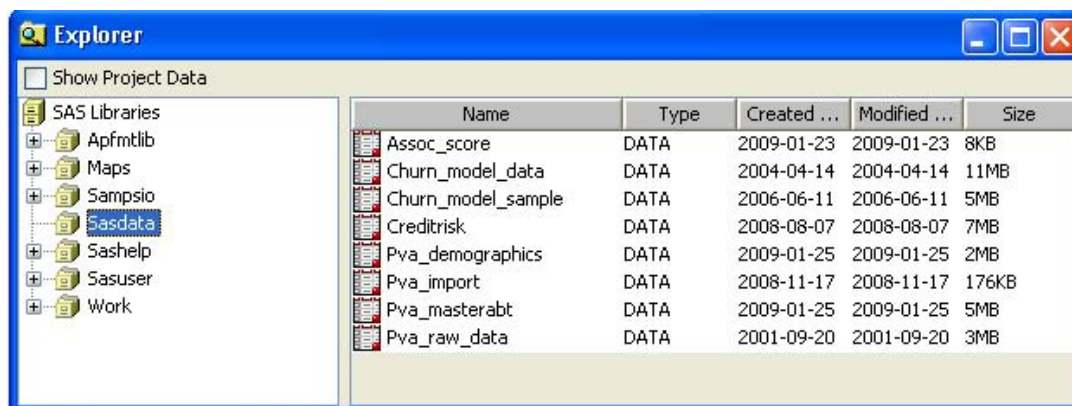 Explorer
Show Project Data
SAS Libraries
Apfmtlib
Maps
Sampsio
Sasdata
Sashelp
Sasuser
Work
Name Type Created ... Modified ... Size
Assoc_score DATA 2009-01-23 2009-01-23 8KB
Churn_model_data DATA 2004-04-14 2004-04-14 11MB
Churn_model_sample DATA 2006-06-11 2006-06-11 5MB
Creditrisk DATA 2008-08-07 2008-08-07 7MB
Pva_demographics DATA 2009-01-25 2009-01-25 2MB
Pva_import DATA 2008-11-17 2008-11-17 176KB
Pva_masterabt DATA 2009-01-25 2009-01-25 5MB
Pva_raw_data DATA 2001-09-20 2001-09-20 3MB